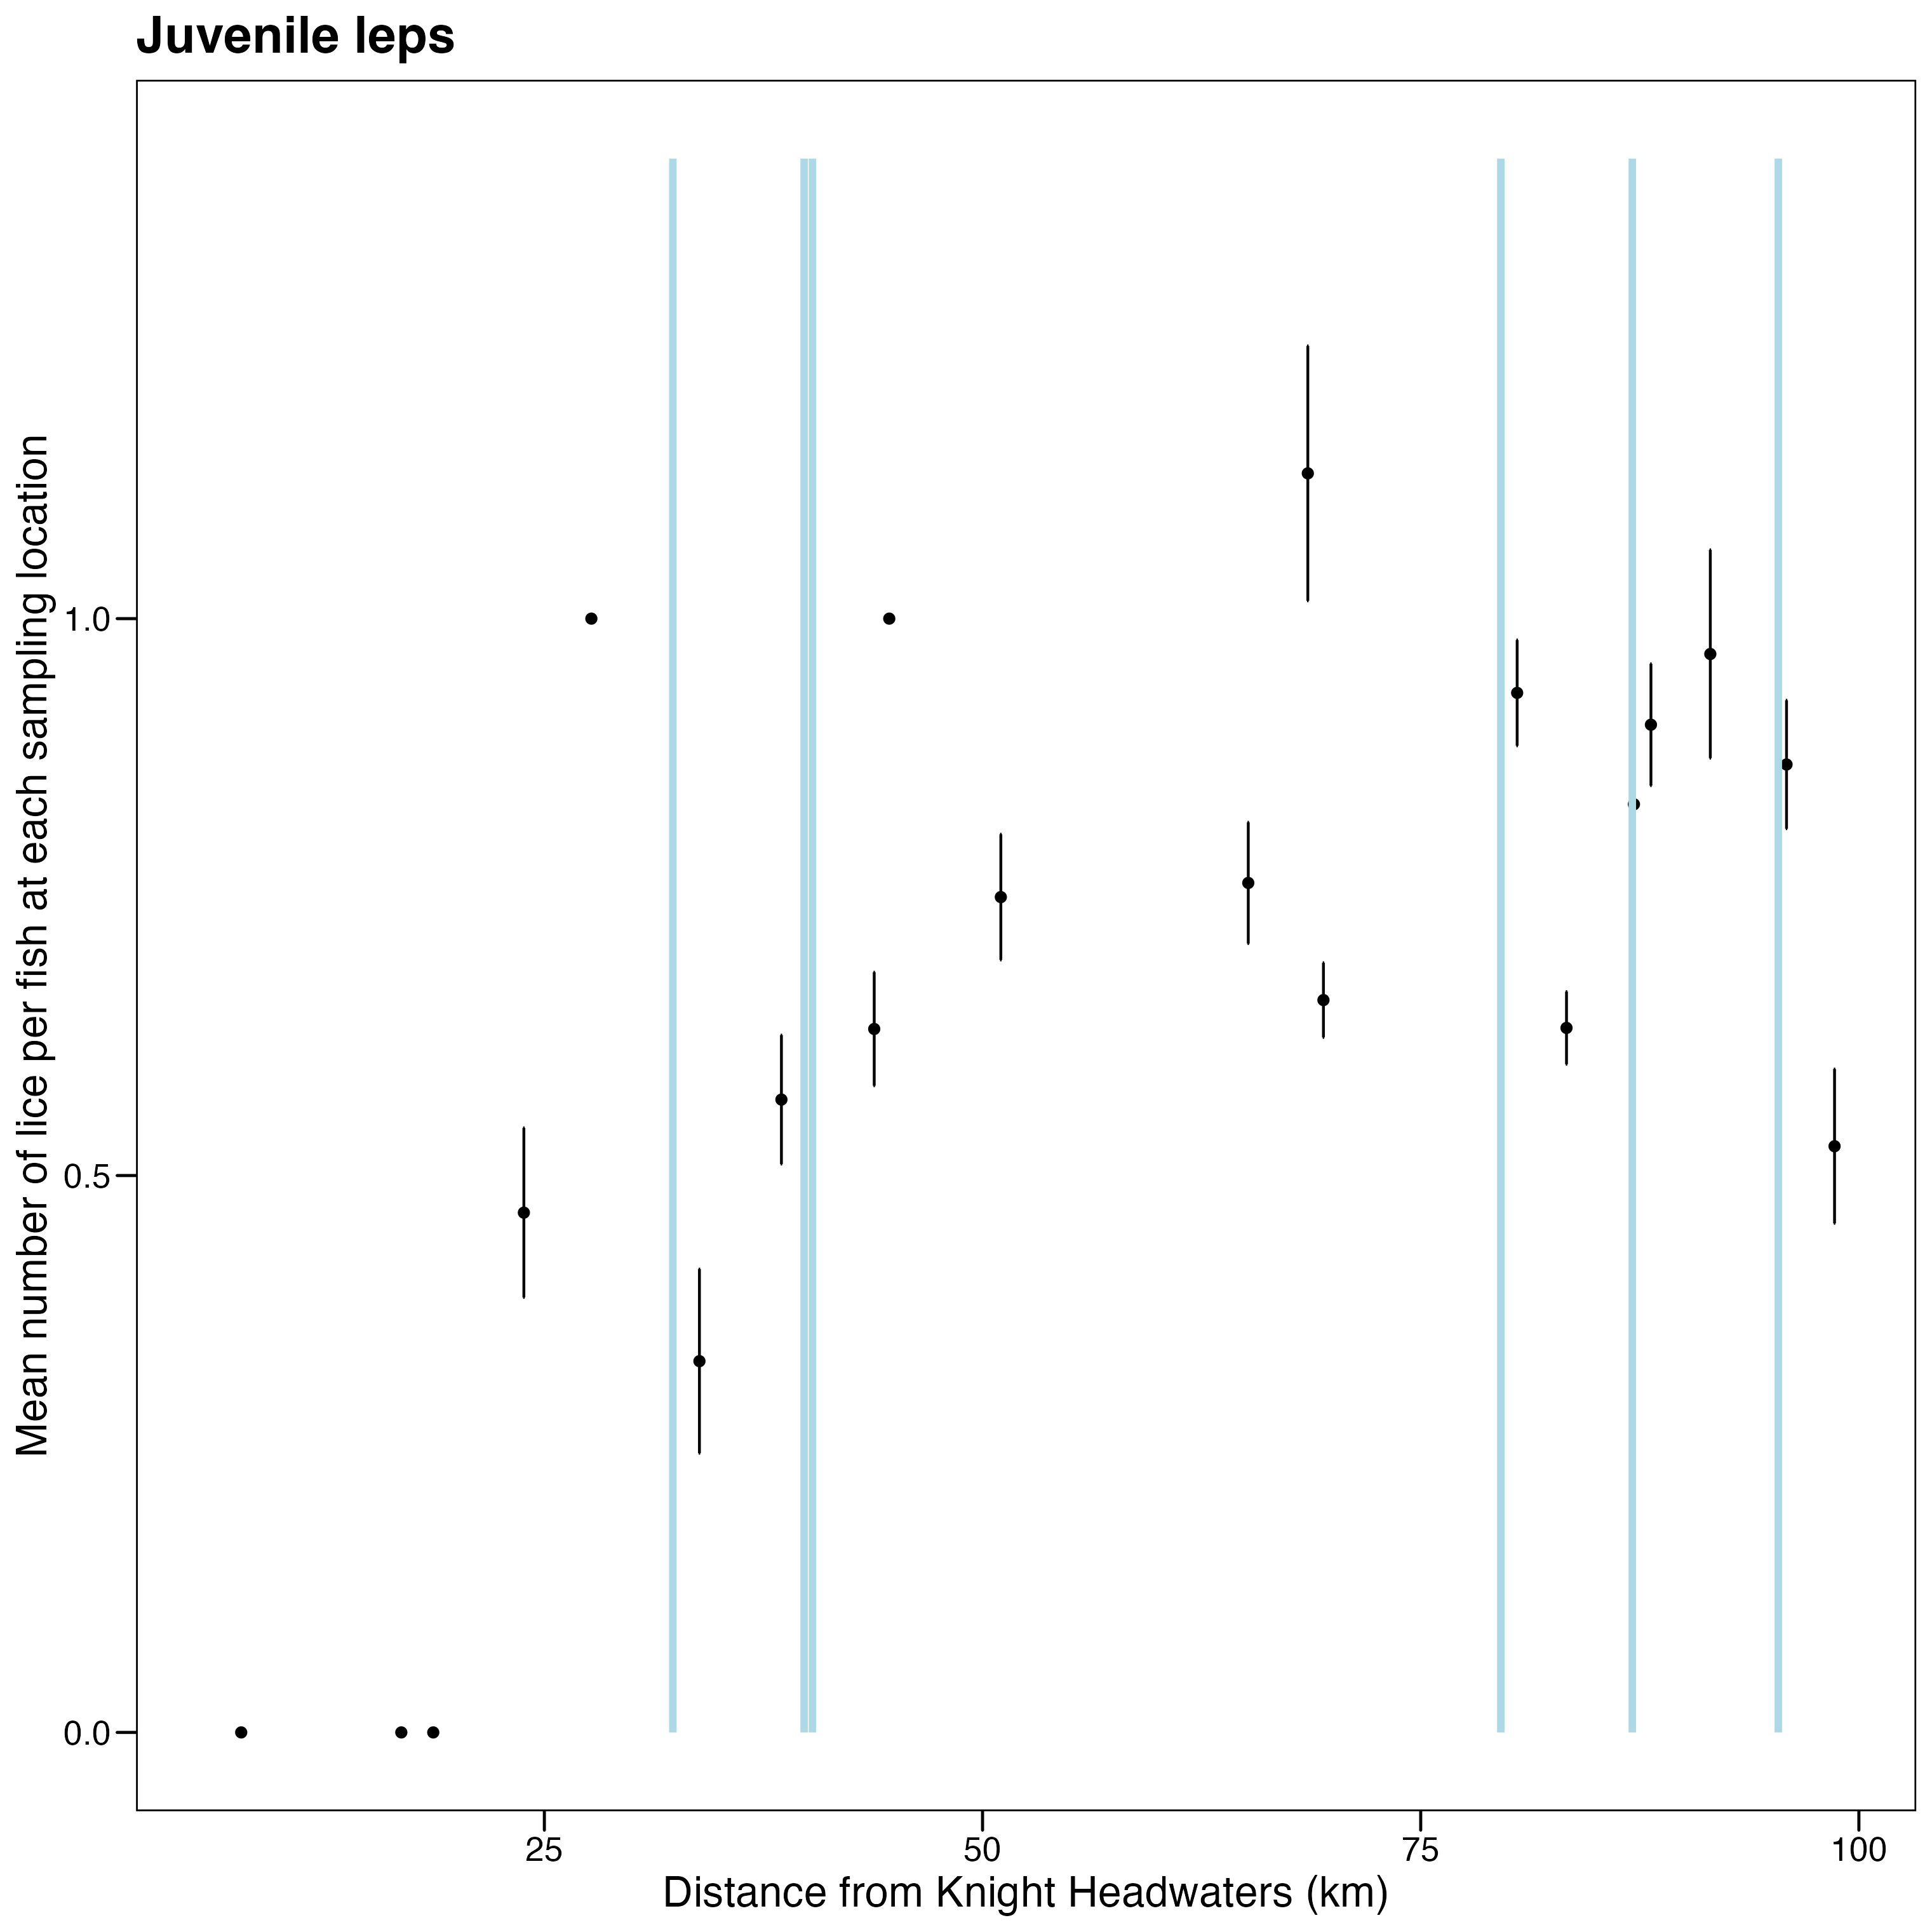 Juvenile leps
Mean number of lice per fish at each sampling location
1.0
0.5
0.0
25
50
75
100
Distance from Knight Headwaters (km)